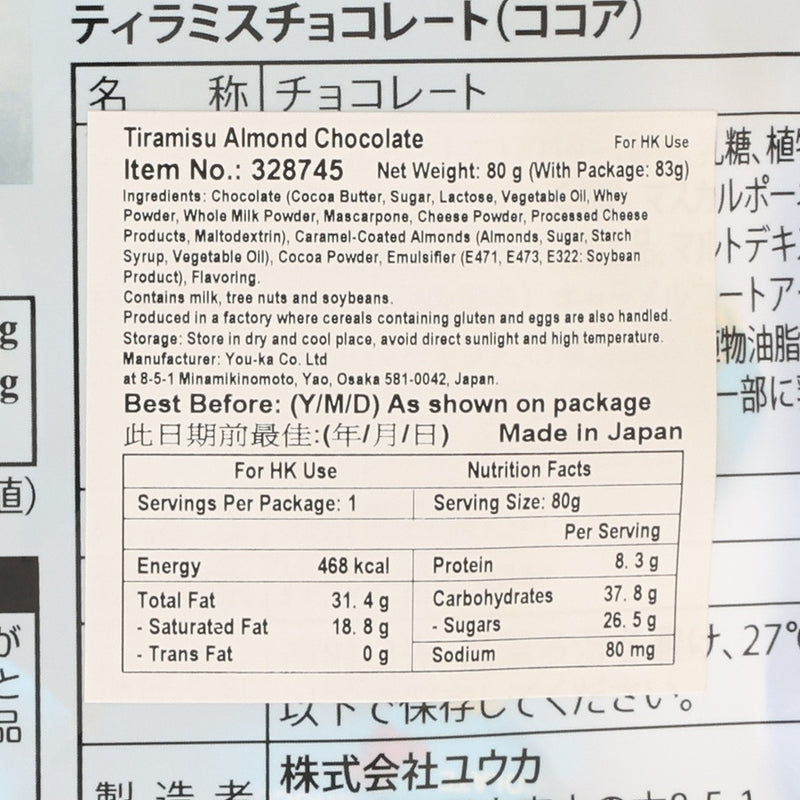 ティラミスチョコレート(ココア)
名 称 チョコレート
Tiramisu Almond Chocolate For HK Use
Item No.: 328745 Net Weight: 80 g (With Package: 83g)
Ingredients: Chocolate (Cocoa Butter, Sugar, Lactose, Vegetable Oil, Whey
Powder, Whole Milk Powder, Mascarpone, Cheese Powder, Processed Cheese
Products, Maltodextrin), Caramel-Coated Almonds (Almonds, Sugar, Starch
Syrup, Vegetable Oil), Cocoa Powder, Emulsifier (E471, E473, E322: Soybean
Product), Flavoring.
Contains milk, tree nuts and soybeans.
Produced in a factory where cereals containing gluten and eggs are also handled.
Storage: Store in dry and cool place, avoid direct sunlight and high temperature.
Manufacturer: You-ka Co. Ltd
at 8-5-1 Minamikinomoto, Yao, Osaka 581-0042, Japan.
Best Before: (Y/M/D) As shown on package
此日期前最佳:(年/月/日) Made in Japan
For HK Use Nutrition Facts
Servings Per Package: 1 Serving Size: 80g
Per Serving
Energy 468 kcal Protein 8.3 g
Total Fat 31.4 g Carbohydrates 37.8 g
- Saturated Fat 18.8 g - Sugars 26.5 g
- Trans Fat 0 g Sodium 80 mg
糖、植
ルポー
トデキ
ートア
物油脂
一部に
、27℃
以下で保存してください。
製 造 者 株式会社ユウカ
g
g
値)
が
と
品